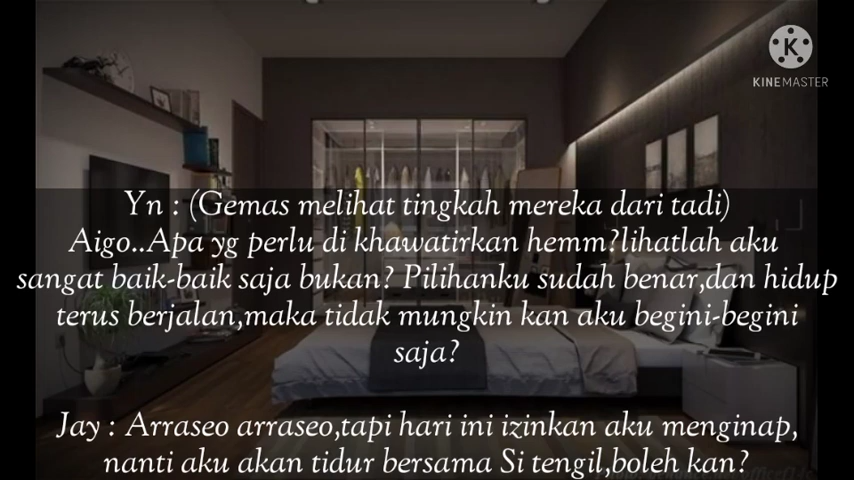 KINEMASTER
Yn : (Gemas melihat tingkah mereka dari tadi)
Aigo..Apa yg perlu di khawatirkan hemm?lihatlah aku
sangat baik-baik saja bukan? Pilihanku sudah benar,dan hidup
terus berjalan,maka tidak mungkin kan aku begini-begini
saja?
Jay : Arraseo arraseo,tapi hari ini izinkan aku menginap,
nanti aku akan tidur bersama Si tengil,boleh kan?